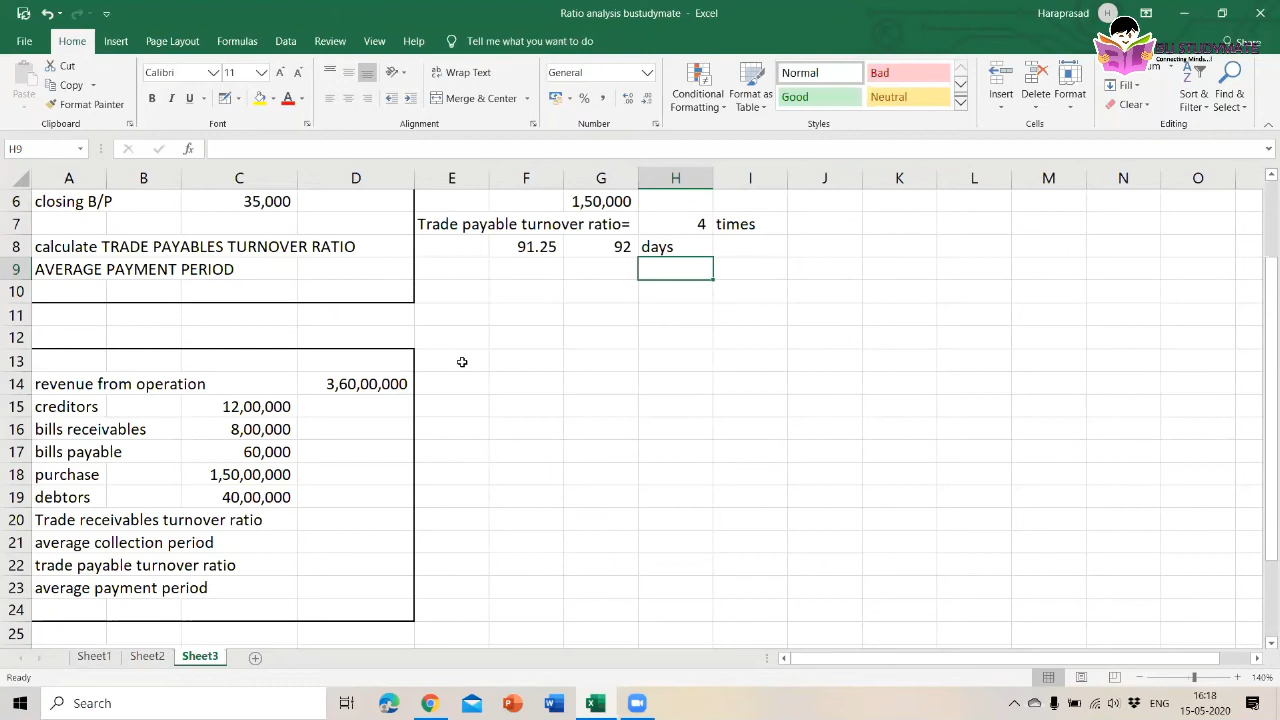 Ratio analysis bustudymate - Excel
Haraprasad
H
File Home Insert Page Layout Formulas Data Review View Help Tell me what you want to do
Cut
Copy
Format Painter
Paste
Clipboard
Calibri 11
B I U
Font
Wrap Text
Merge & Center
Alignment
General
Number
Conditional Formatting
Format as Table
Normal Bad
Good Neutral
Styles
Insert Delete Format
Cells
Fill
Clear
Sort & Filter
Find & Select
Editing
Connecting Minds..!
H9
A B C D E F G H I J K L M N O
6 closing B/P 35,000 1,50,000
7 Trade payable turnover ratio= 4 times
8 calculate TRADE PAYABLES TURNOVER RATIO 91.25 92 days
9 AVERAGE PAYMENT PERIOD
10
11
12
13
14 revenue from operation 3,60,00,000
15 creditors 12,00,000
16 bills receivables 8,00,000
17 bills payable 60,000
18 purchase 1,50,00,000
19 debtors 40,00,000
20 Trade receivables turnover ratio
21 average collection period
22 trade payable turnover ratio
23 average payment period
24
25
Sheet1 Sheet2 Sheet3
Ready
140%
Search
ENG
16:18
15-05-2020